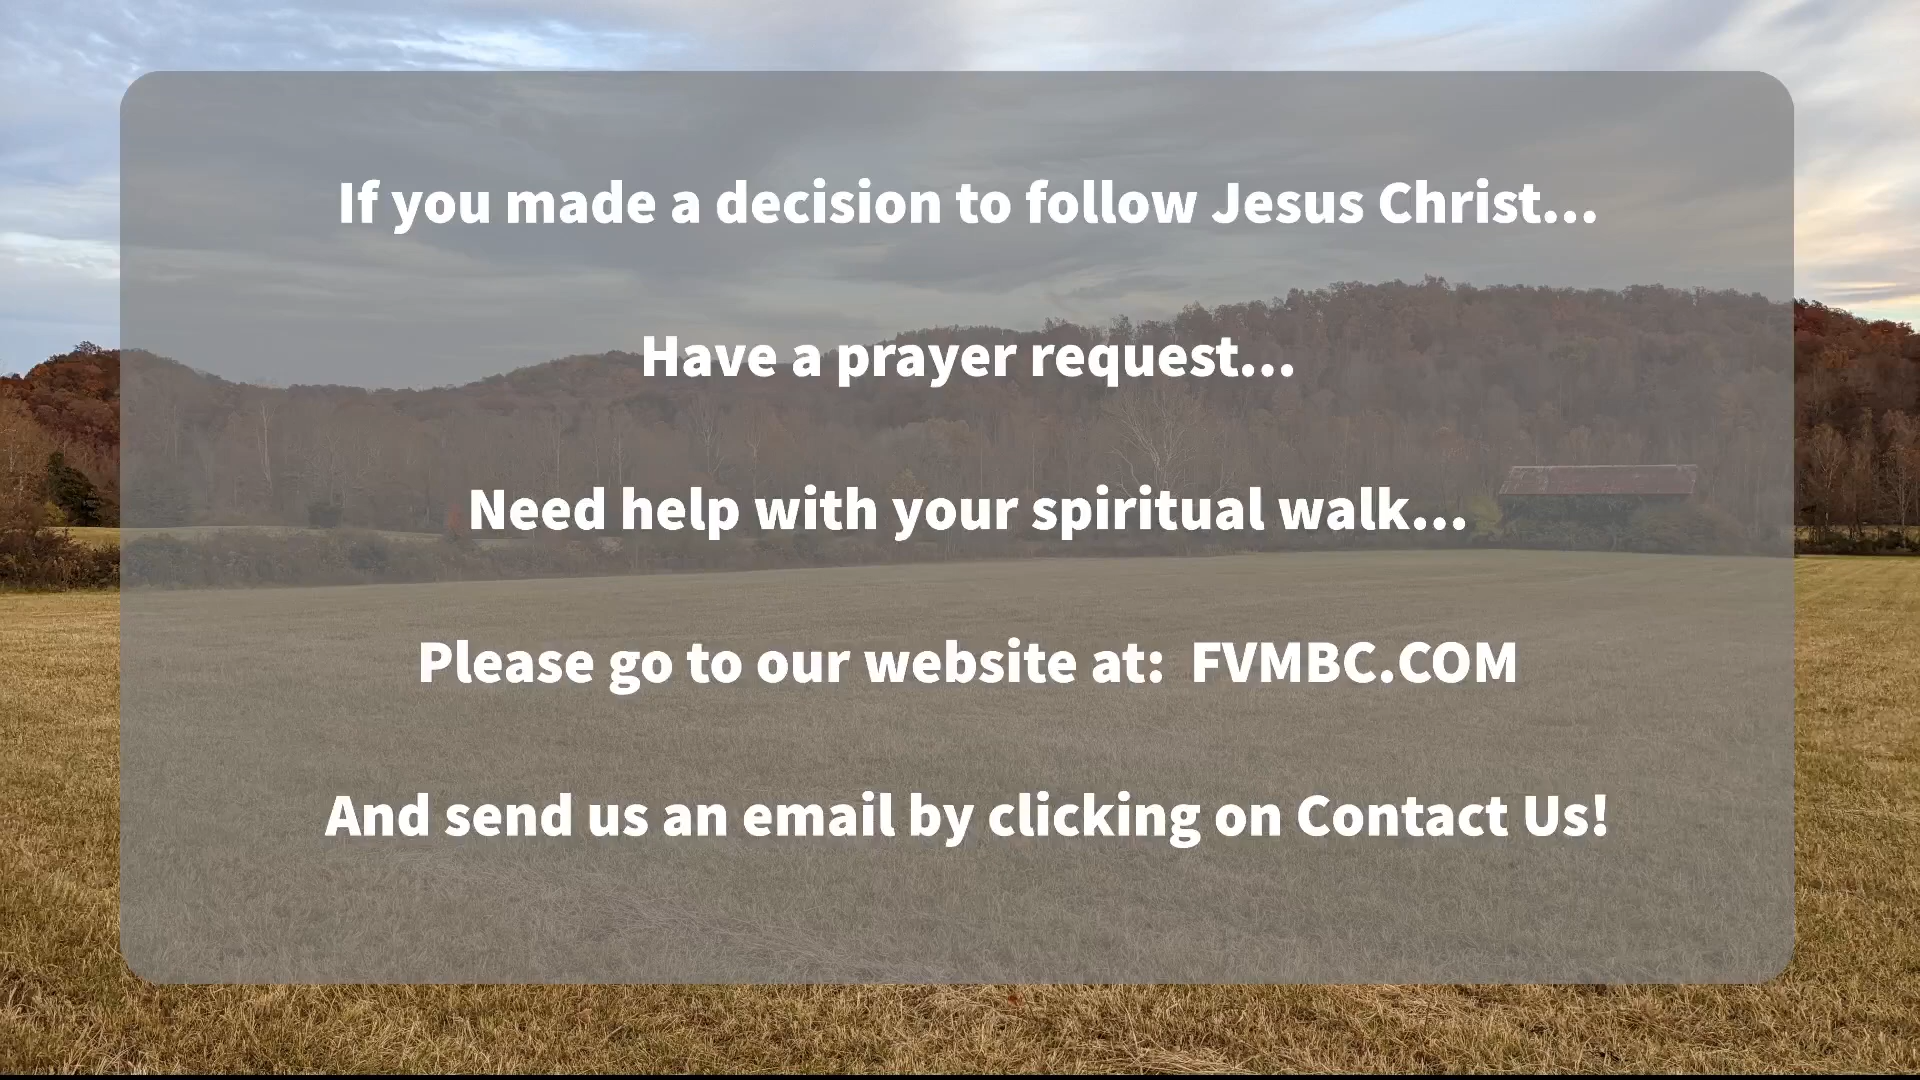 If you made a decision to follow Jesus Christ...
Have a prayer request...
Need help with your spiritual walk...
Please go to our website at:  FVMBC.COM
And send us an email by clicking on Contact Us!